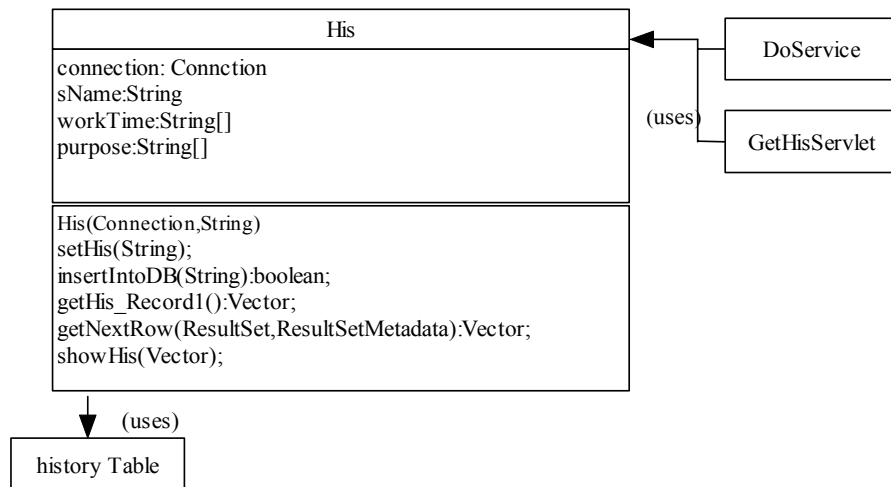 His
connection: Connction
sName:String
workTime:String[]
purpose:String[]
His(Connection,String)
setHis(String);
insertIntoDB(String):boolean;
getHis_Record1():Vector;
getNextRow(ResultSet,ResultSetMetadata):Vector;
showHis(Vector);
DoService
(uses)
GetHisServlet
(uses)
history Table